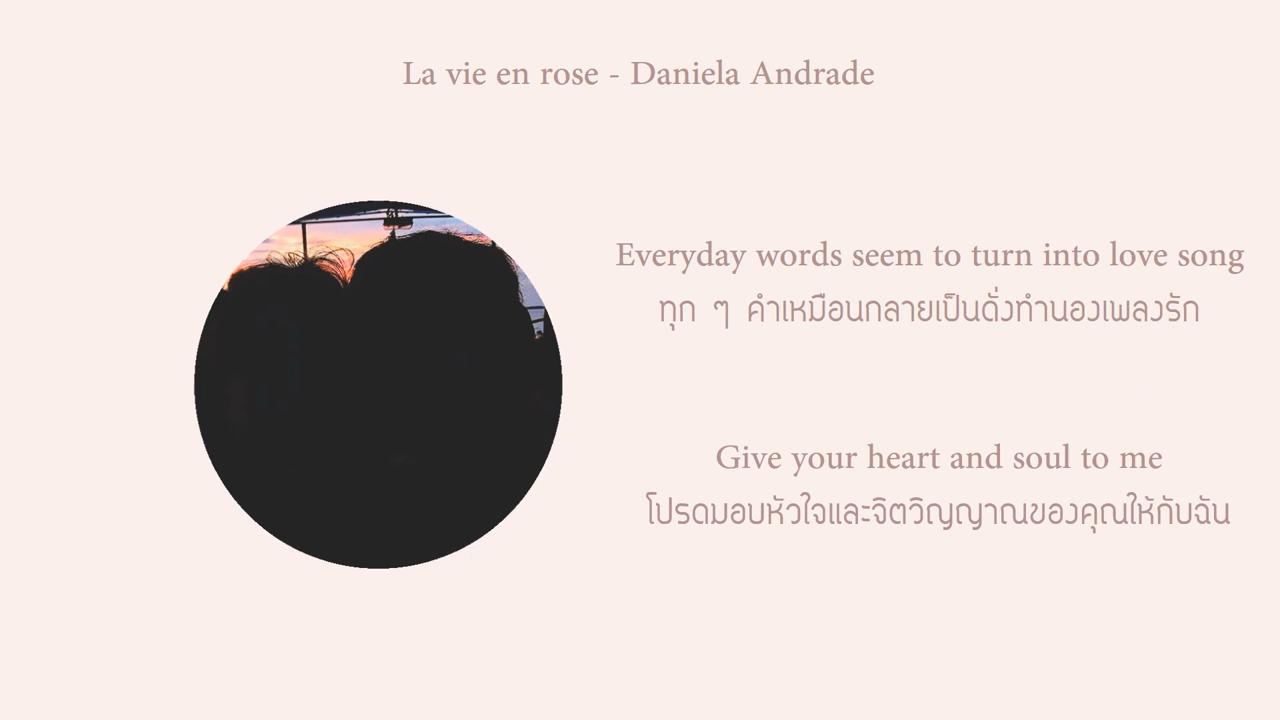 La vie en rose - Daniela Andrade
Everyday words seem to turn into love song
ทุก ๆ คำเหมือนกลายเป็นดั่งทำนองเพลงรัก
Give your heart and soul to me
โปรดมอบหัวใจและจิตวิญญาณของคุณให้กับฉัน